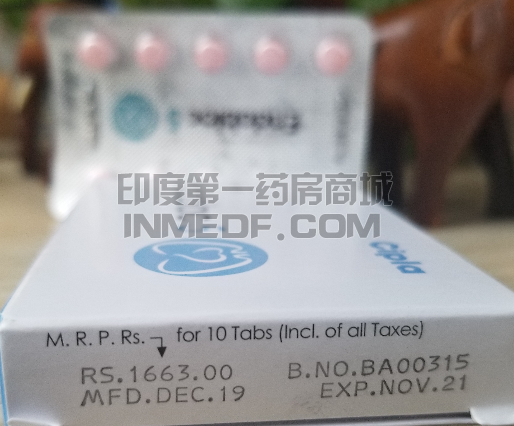 印度第一药房商城
INMEDF.COM
Cipla
M. R. P. Rs. for 10 Tabs (Incl. of all Taxes)
RS.1663.00 B.NO.BA00315
MFD.DEC.19 EXP.NOV.21